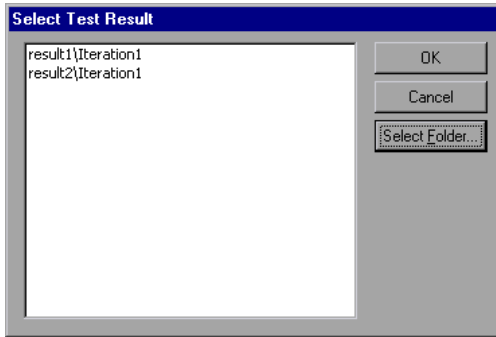 Select Test Result
result1\Iteration1
result2\Iteration1
OK
Cancel
Select Folder...